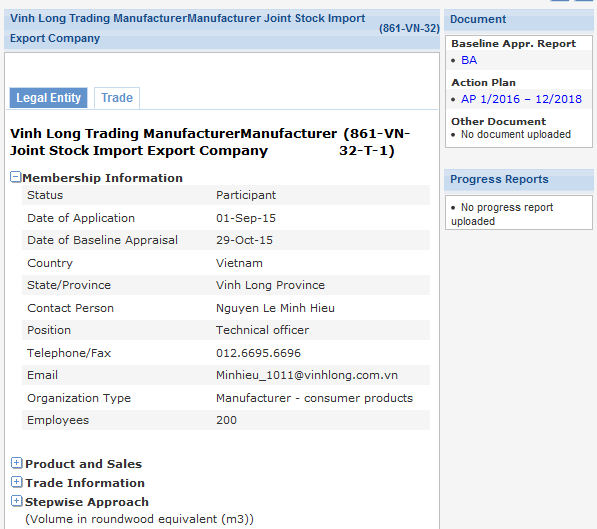 Vinh Long Trading ManufacturerManufacturer Joint Stock Import
Export Company
(861-VN-32)
Legal Entity
Trade
Vinh Long Trading ManufacturerManufacturer (861-VN-
Joint Stock Import Export Company 32-T-1)
Membership Information
Status Participant
Date of Application 01-Sep-15
Date of Baseline Appraisal 29-Oct-15
Country Vietnam
State/Province Vinh Long Province
Contact Person Nguyen Le Minh Hieu
Position Technical officer
Telephone/Fax 012.6695.6696
Email Minhieu_1011@vinhlong.com.vn
Organization Type Manufacturer - consumer products
Employees 200
Product and Sales
Trade Information
Stepwise Approach
(Volume in roundwood equivalent (m3))
Document
Baseline Appr. Report
• BA
Action Plan
• AP 1/2016 – 12/2018
Other Document
• No document uploaded
Progress Reports
• No progress report
uploaded